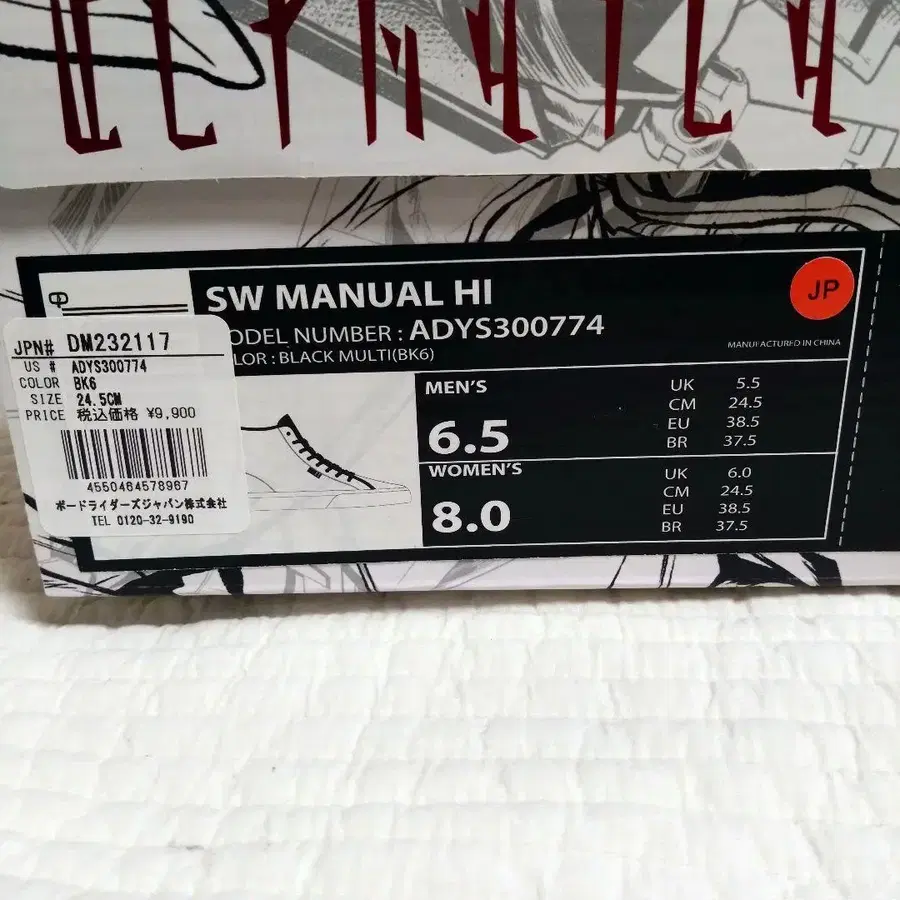 SW MANUAL HI
JP
ODEL NUMBER : ADYS300774
LOR : BLACK MULTI(BK6)
MANUFACTURED IN CHINA
JPN# DM232117
US # ADYS300774
COLOR BK6
SIZE 24.5CM
PRICE 税込価格 ¥9,900
4550464578967
ボードライダーズジャパン株式会社
TEL 0120-32-9190
MEN'S
6.5
UK 5.5
CM 24.5
EU 38.5
BR 37.5
WOMEN'S
8.0
UK 6.0
CM 24.5
EU 38.5
BR 37.5